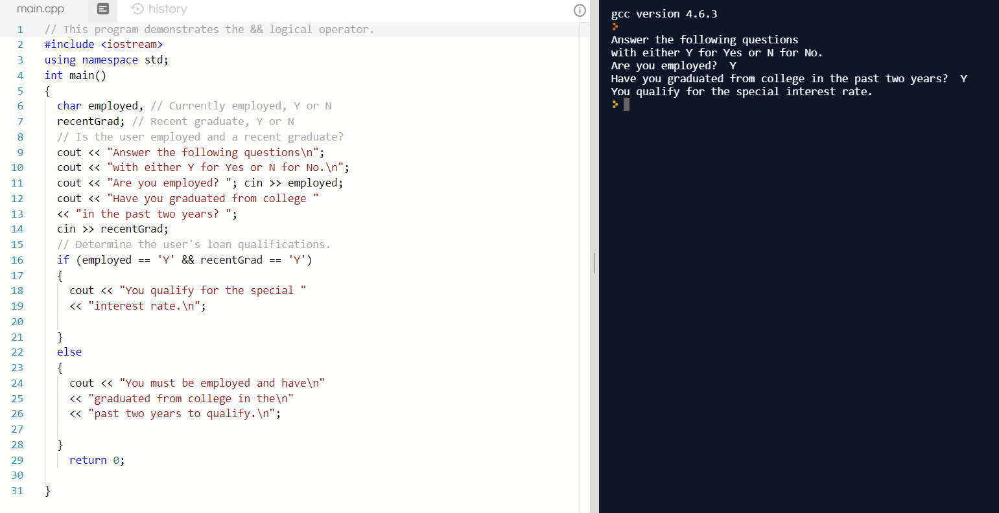 main.cpp
history
1 // This program demonstrates the && logical operator.
2 #include <iostream>
3 using namespace std;
4 int main()
5 {
6 char employed, // Currently employed, Y or N
7 recentGrad; // Recent graduate, Y or N
8 // Is the user employed and a recent graduate?
9 cout << "Answer the following questions\n";
10 cout << "with either Y for Yes or N for No.\n";
11 cout << "Are you employed? "; cin >> employed;
12 cout << "Have you graduated from college "
13 << "in the past two years? ";
14 cin >> recentGrad;
15 // Determine the user's loan qualifications.
16 if (employed == 'Y' && recentGrad == 'Y')
17 {
18 cout << "You qualify for the special "
19 << "interest rate.\n";
20
21 }
22 else
23 {
24 cout << "You must be employed and have\n"
25 << "graduated from college in the\n"
26 << "past two years to qualify.\n";
27
28 }
29 return 0;
30
31 }
gcc version 4.6.3
Answer the following questions
with either Y for Yes or N for No.
Are you employed?  Y
Have you graduated from college in the past two years?  Y
You qualify for the special interest rate.